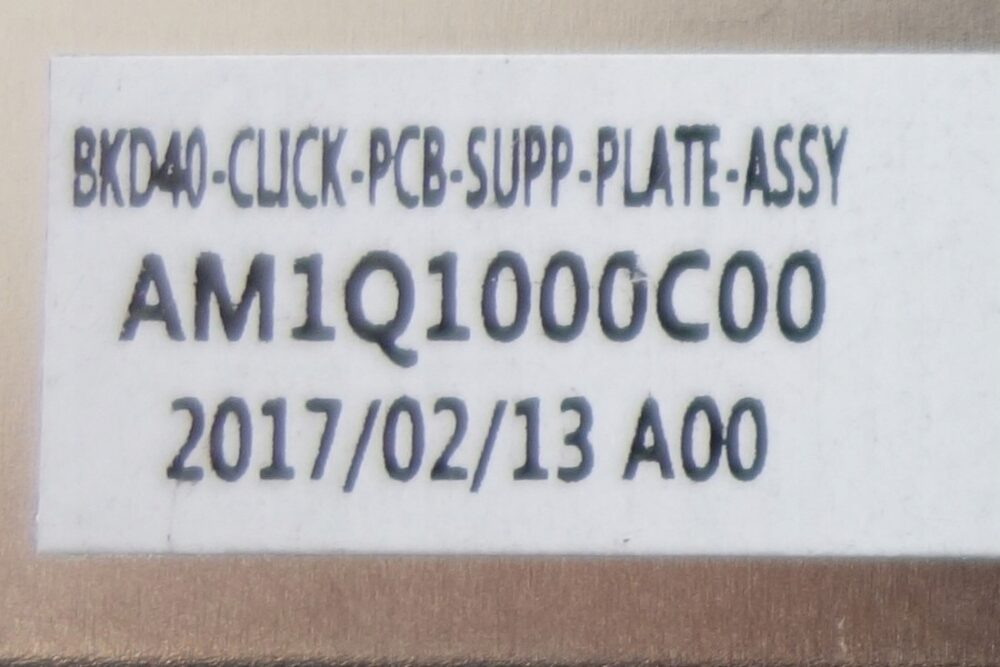 BKD40-CLICK-PCB-SUPP-PLATE-ASSY
AM1Q1000C00
2017/02/13 A00